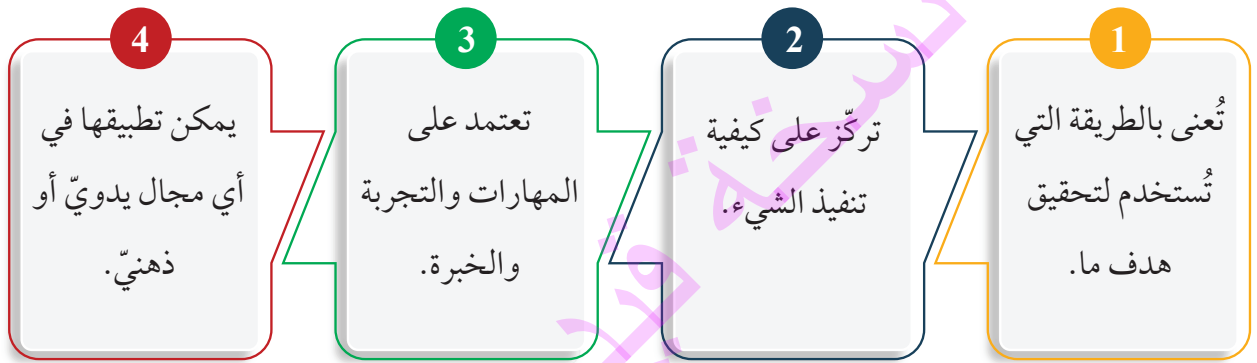 1
تُعنى بالطريقة التي
تُستخدم لتحقيق
هدف ما.
2
تركّز على كيفية
تنفيذ الشيء.
3
تعتمد على
المهارات والتجربة
والخبرة.
4
يمكن تطبيقها في
أي مجال يدويّ أو
ذهنيّ.